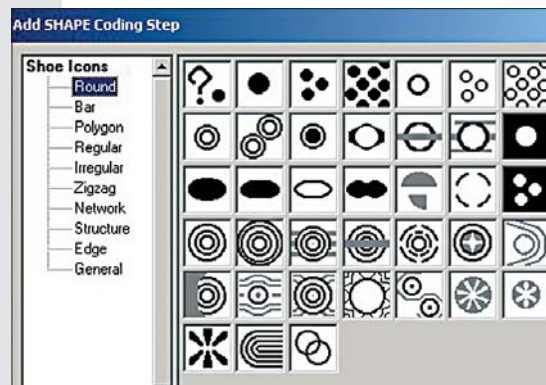 Add SHAPE Coding Step
Shoe Icons
Round
Bar
Polygon
Regular
Irregular
Zigzag
Network
Structure
Edge
General
?